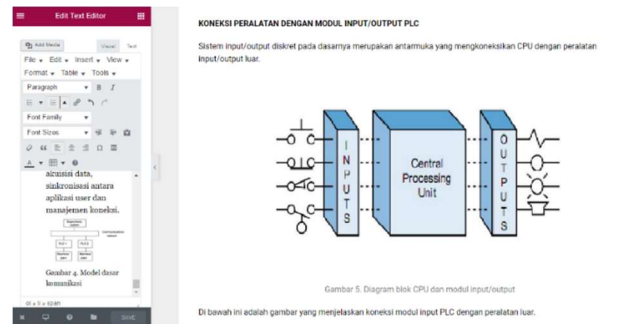 Edit Text Editor
Add Media
Visual Text
File Edit Insert View
Format Table Tools
Paragraph B I
Font Family
Font Sizes
akuisisi data,
sinkronisasi antara
aplikasi user dan
manajemen koneksi.
Gambar 4. Model dasar
komunikasi
SAVE
KONEKSI PERALATAN DENGAN MODUL INPUT/OUTPUT PLC
Sistem input/output diskret pada dasarnya merupakan antarmuka yang mengkoneksikan CPU dengan peralatan
input/output luar.
INPUTS
Central
Processing
Unit
OUTPUTS
Gambar 5. Diagram blok CPU dan modul input/output
Di bawah ini adalah gambar yang menjelaskan koneksi modul input PLC dengan peralatan luar.